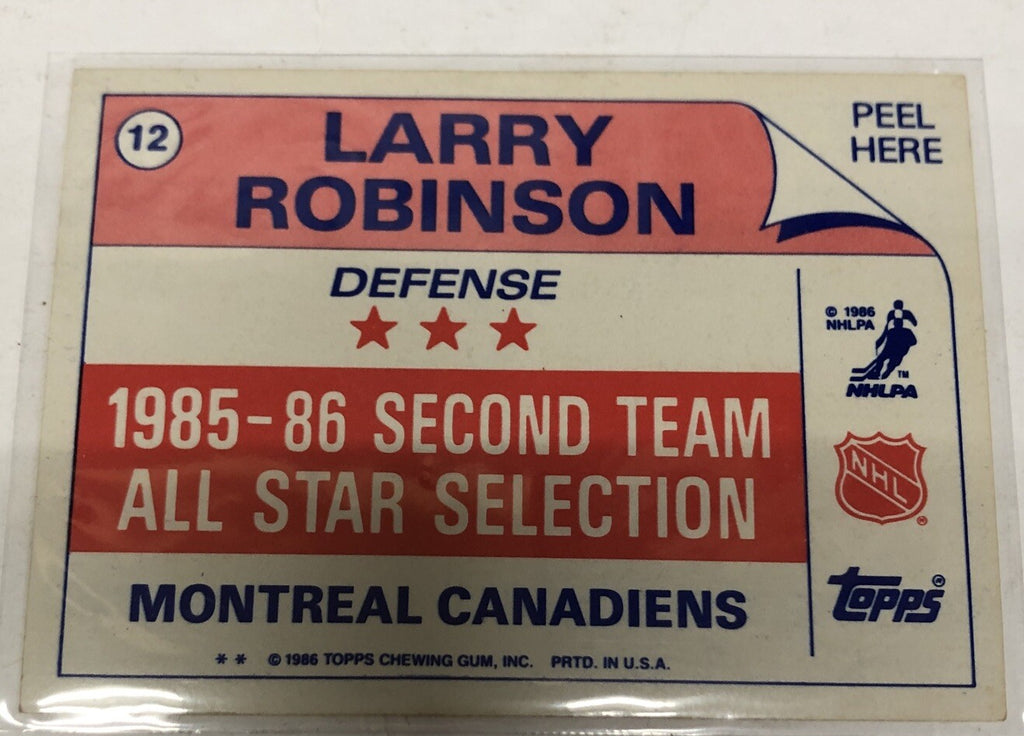 12
LARRY
ROBINSON
PEEL
HERE
DEFENSE
© 1986
NHLPA
TM
NHLPA
1985-86 SECOND TEAM
ALL STAR SELECTION
NHL
®
MONTREAL CANADIENS
topps®
** © 1986 TOPPS CHEWING GUM, INC. PRTD. IN U.S.A.